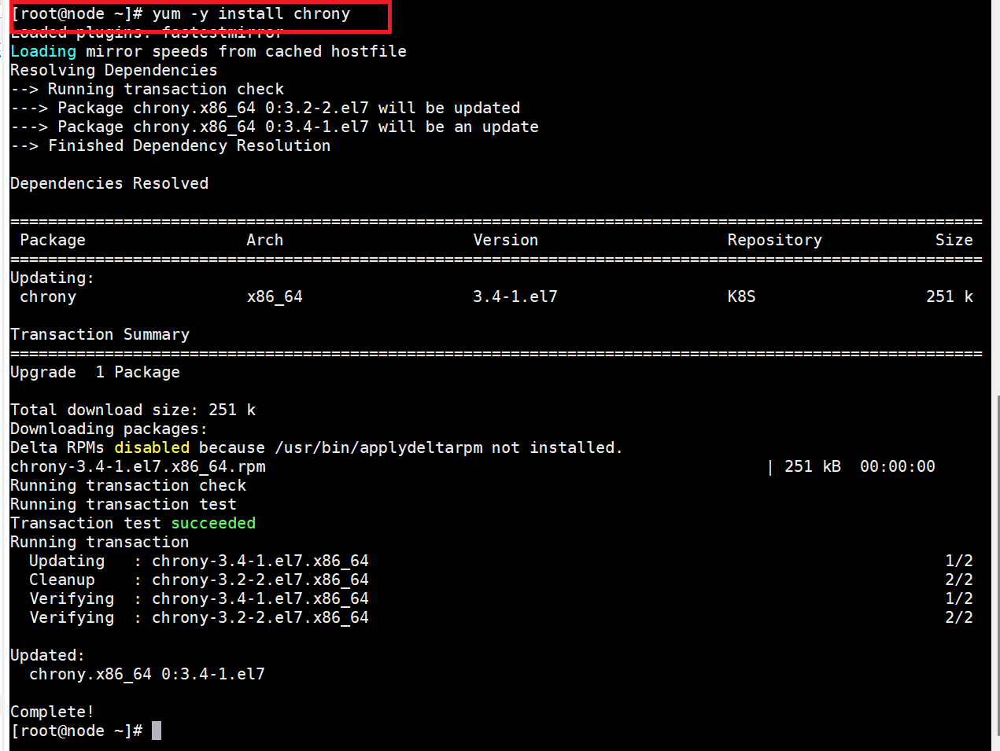 [root@node ~]# yum -y install chrony
Loaded plugins: fastestmirror
Loading mirror speeds from cached hostfile
Resolving Dependencies
--> Running transaction check
---> Package chrony.x86_64 0:3.2-2.el7 will be updated
---> Package chrony.x86_64 0:3.4-1.el7 will be an update
--> Finished Dependency Resolution
Dependencies Resolved
=======================================================================================================
Package Arch Version Repository Size
=======================================================================================================
Updating:
chrony x86_64 3.4-1.el7 K8S 251 k
Transaction Summary
=======================================================================================================
Upgrade  1 Package
Total download size: 251 k
Downloading packages:
Delta RPMs disabled because /usr/bin/applydeltarpm not installed.
chrony-3.4-1.el7.x86_64.rpm | 251 kB  00:00:00
Running transaction check
Running transaction test
Transaction test succeeded
Running transaction
  Updating   : chrony-3.4-1.el7.x86_64 1/2
  Cleanup    : chrony-3.2-2.el7.x86_64 2/2
  Verifying  : chrony-3.4-1.el7.x86_64 1/2
  Verifying  : chrony-3.2-2.el7.x86_64 2/2
Updated:
  chrony.x86_64 0:3.4-1.el7
Complete!
[root@node ~]#